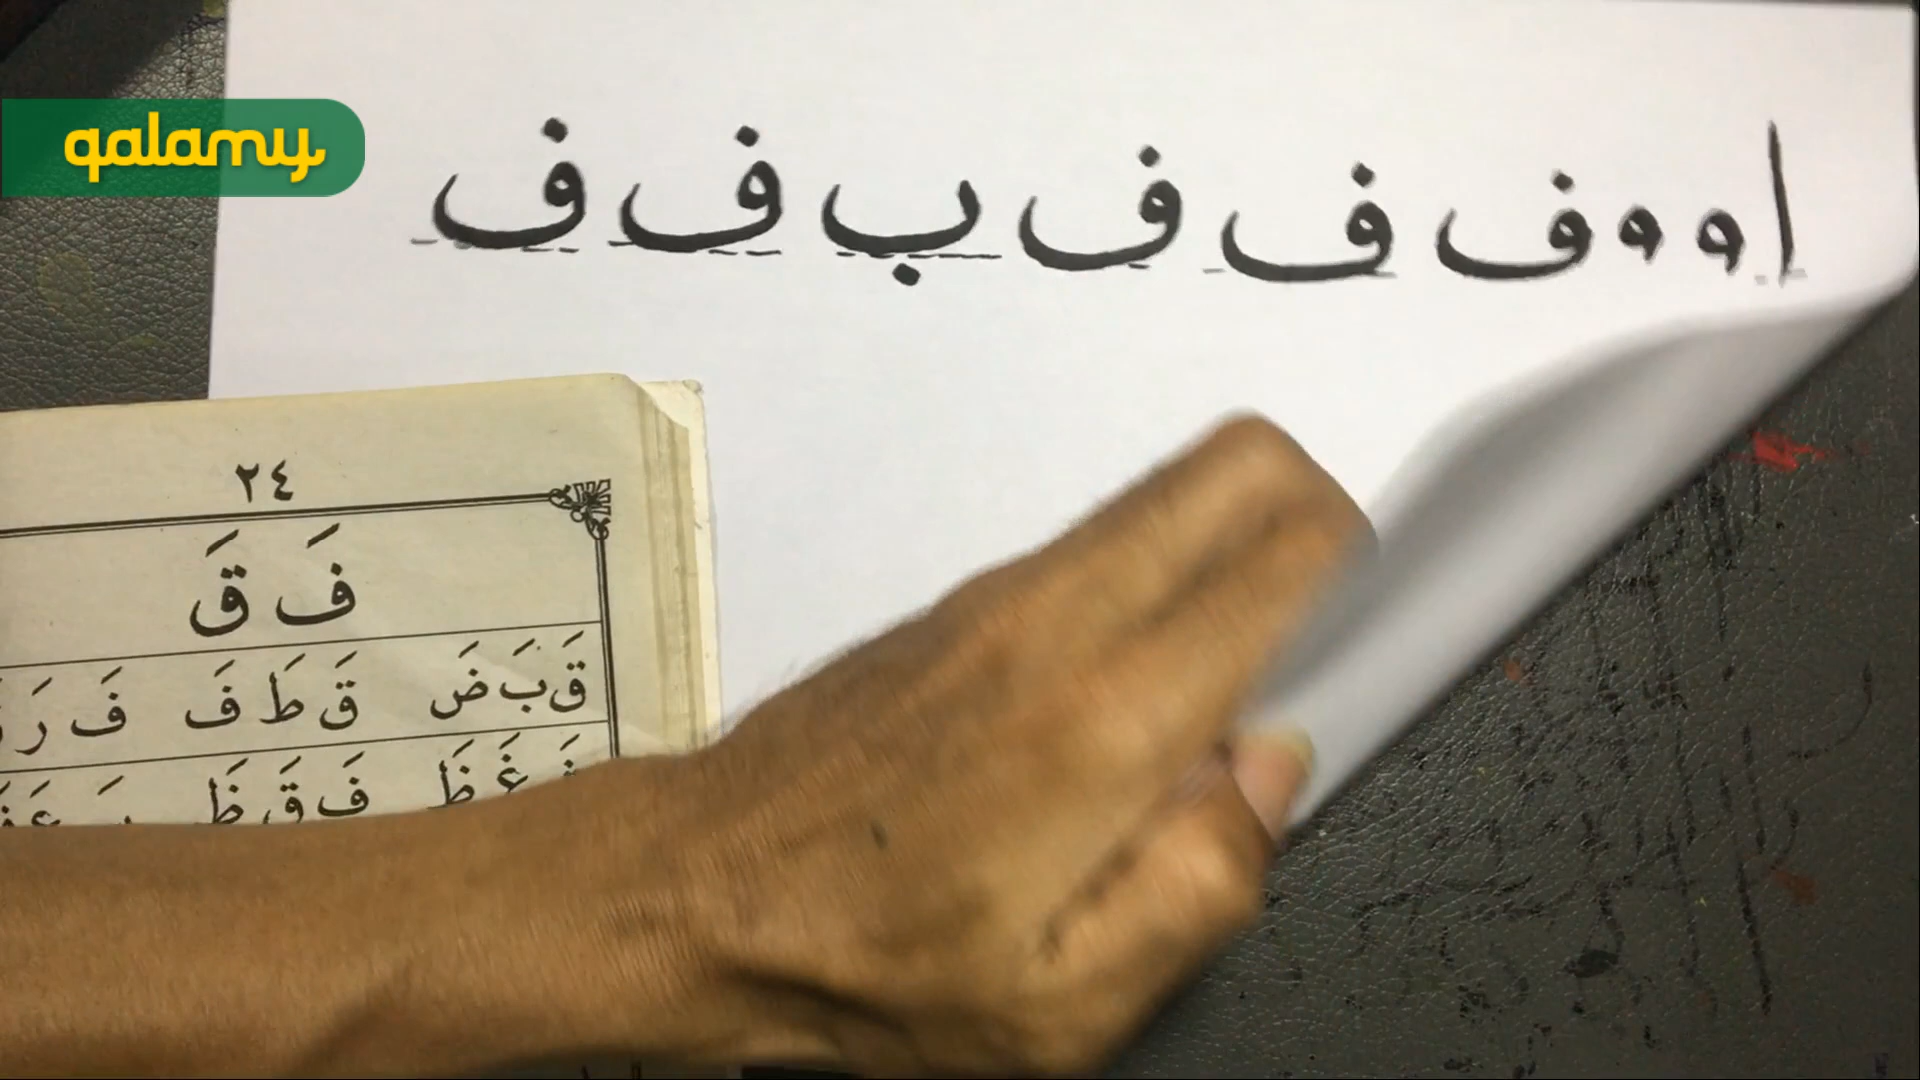 qalamy
ا و و ف ف ف ب ف ف
٢٤
فَ قَ
قَبَضَ قَطَفَ فَ رَ
غَظَ فَقَظَ